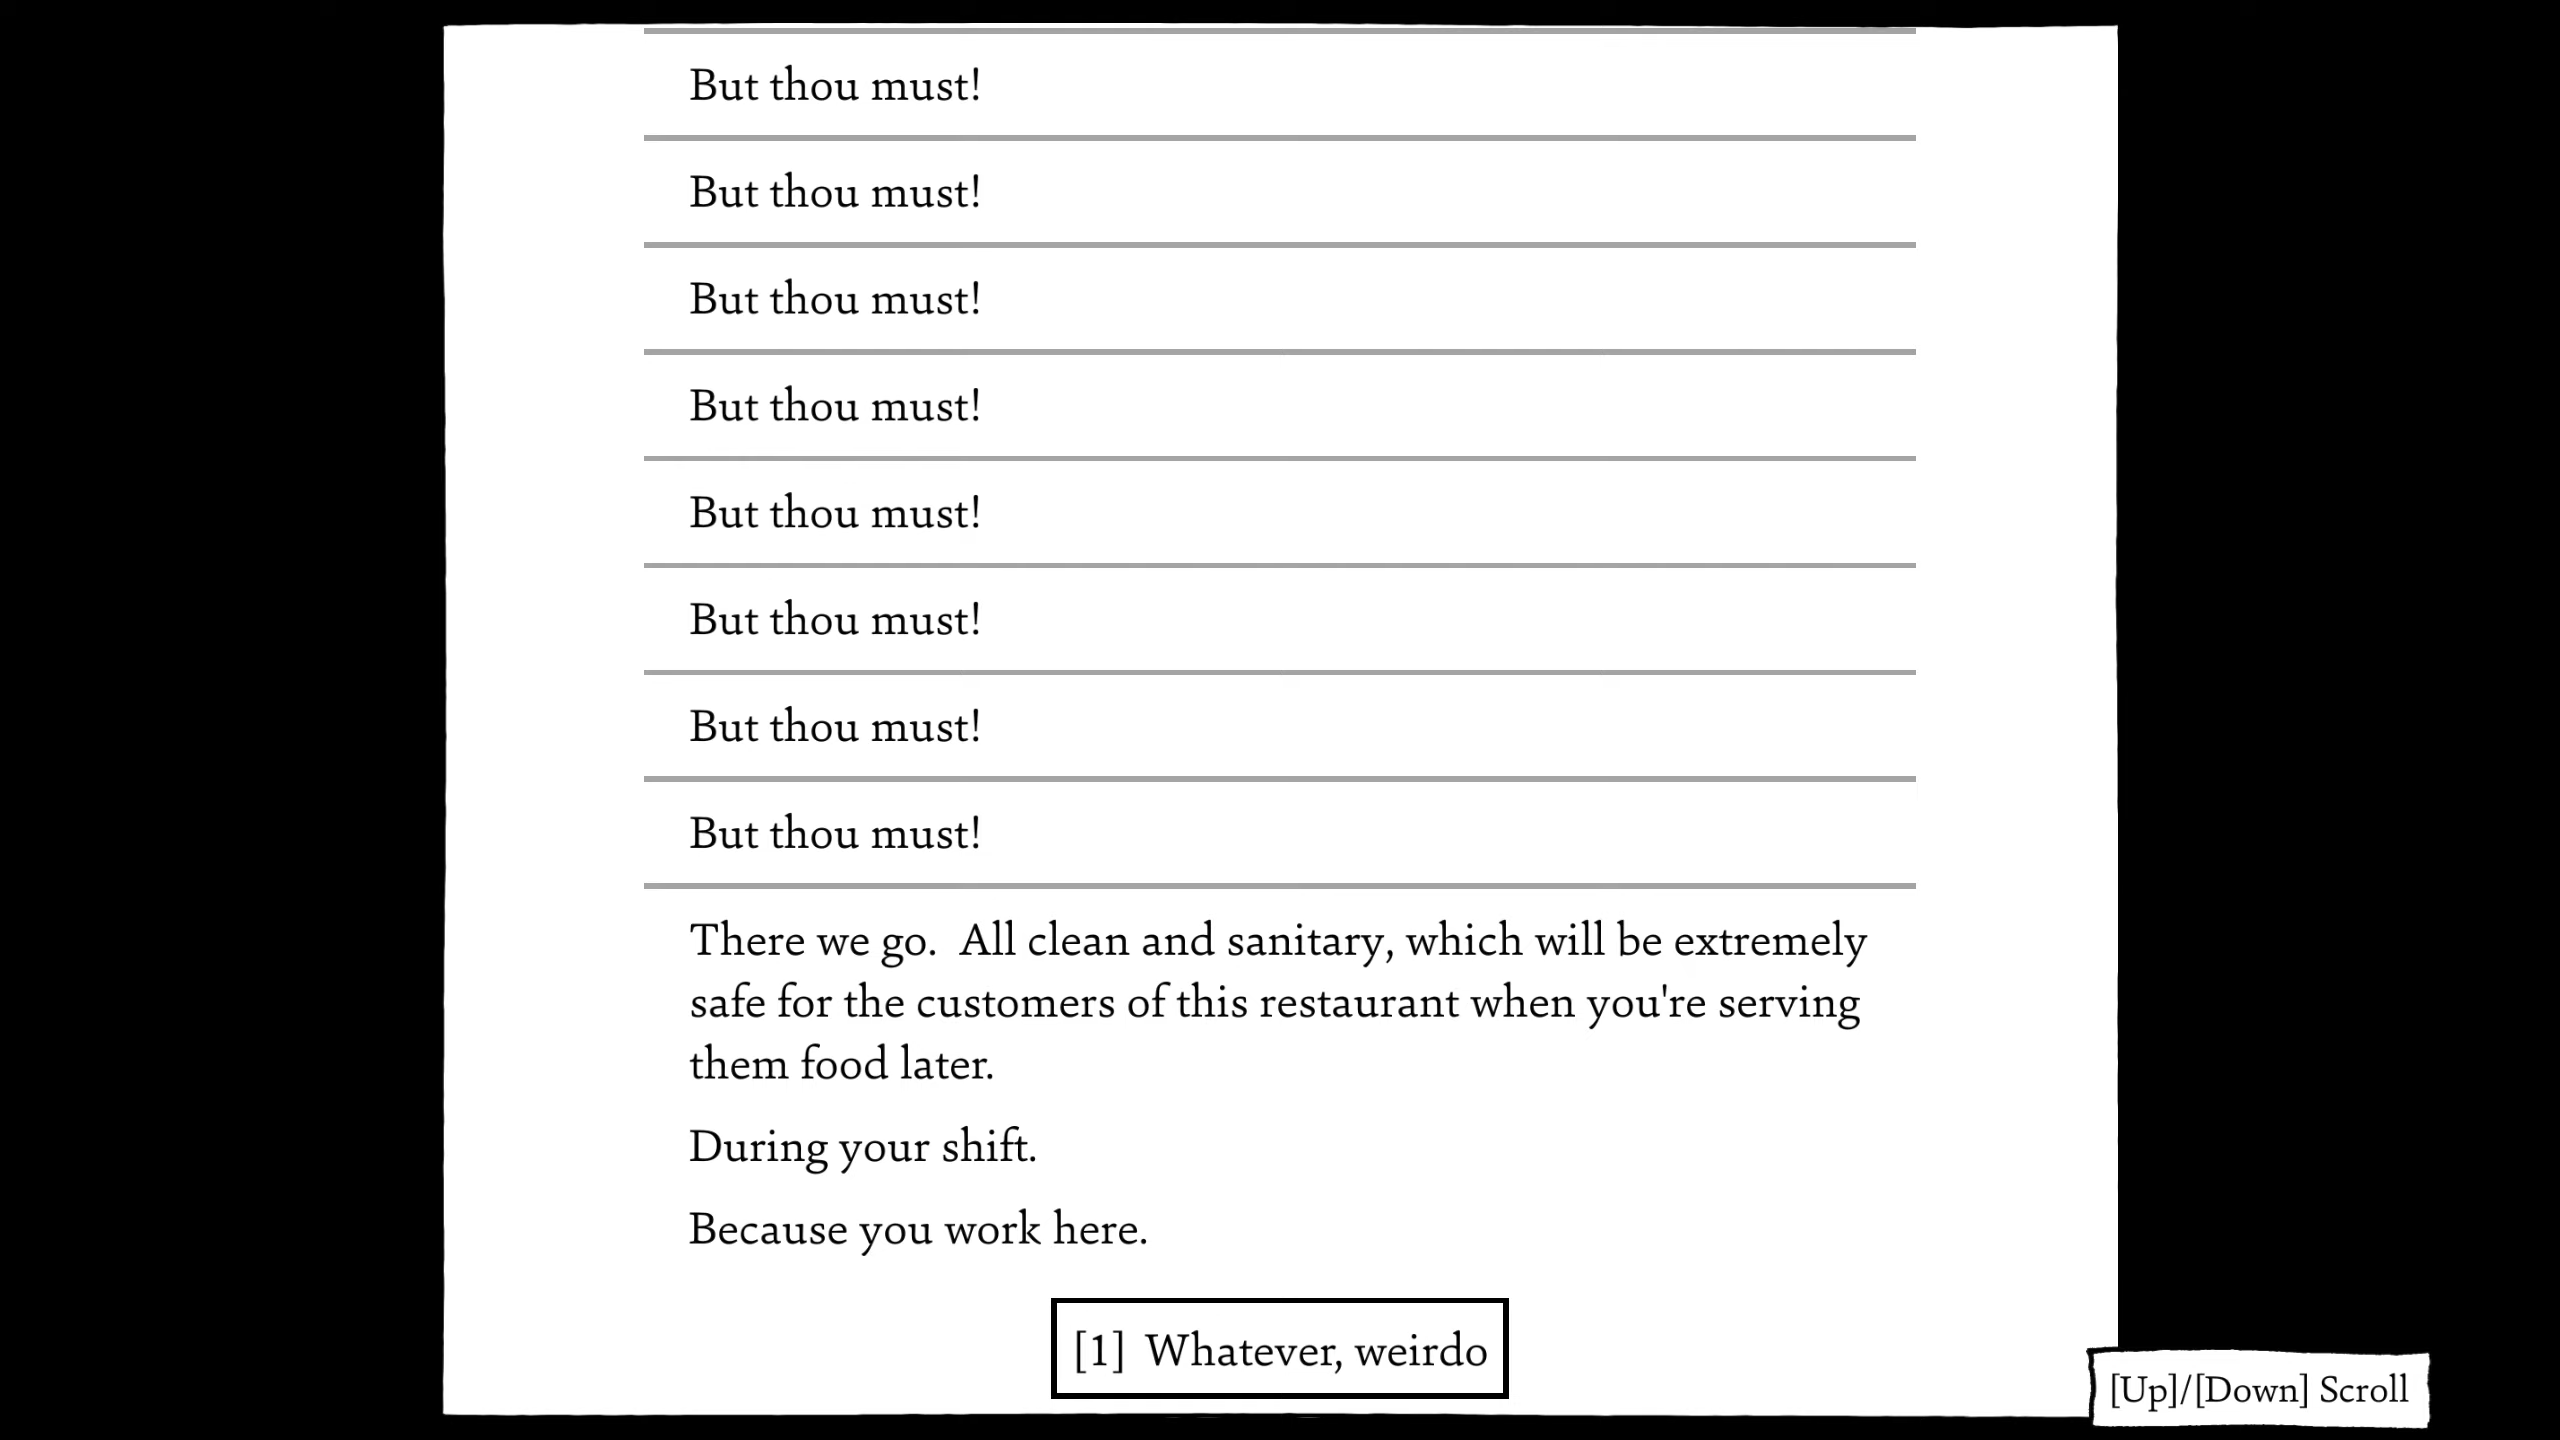 But thou must!
But thou must!
But thou must!
But thou must!
But thou must!
But thou must!
But thou must!
But thou must!
There we go.  All clean and sanitary, which will be extremely
safe for the customers of this restaurant when you're serving
them food later.
During your shift.
Because you work here.
[1] Whatever, weirdo
[Up]/[Down] Scroll